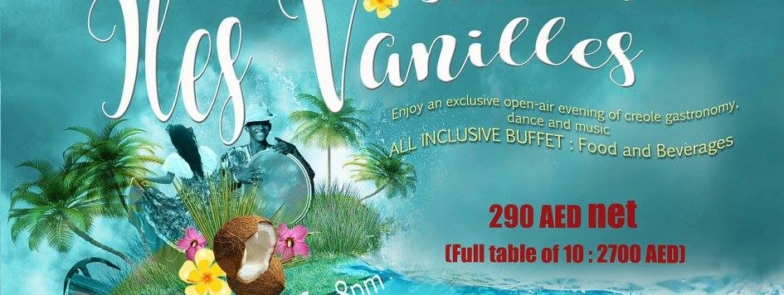 Iles Vanilles
Enjoy an exclusive open-air evening of creole gastronomy,
dance and music
ALL INCLUSIVE BUFFET : Food and Beverages
290 AED net
(Full table of 10 : 2700 AED)
8pm